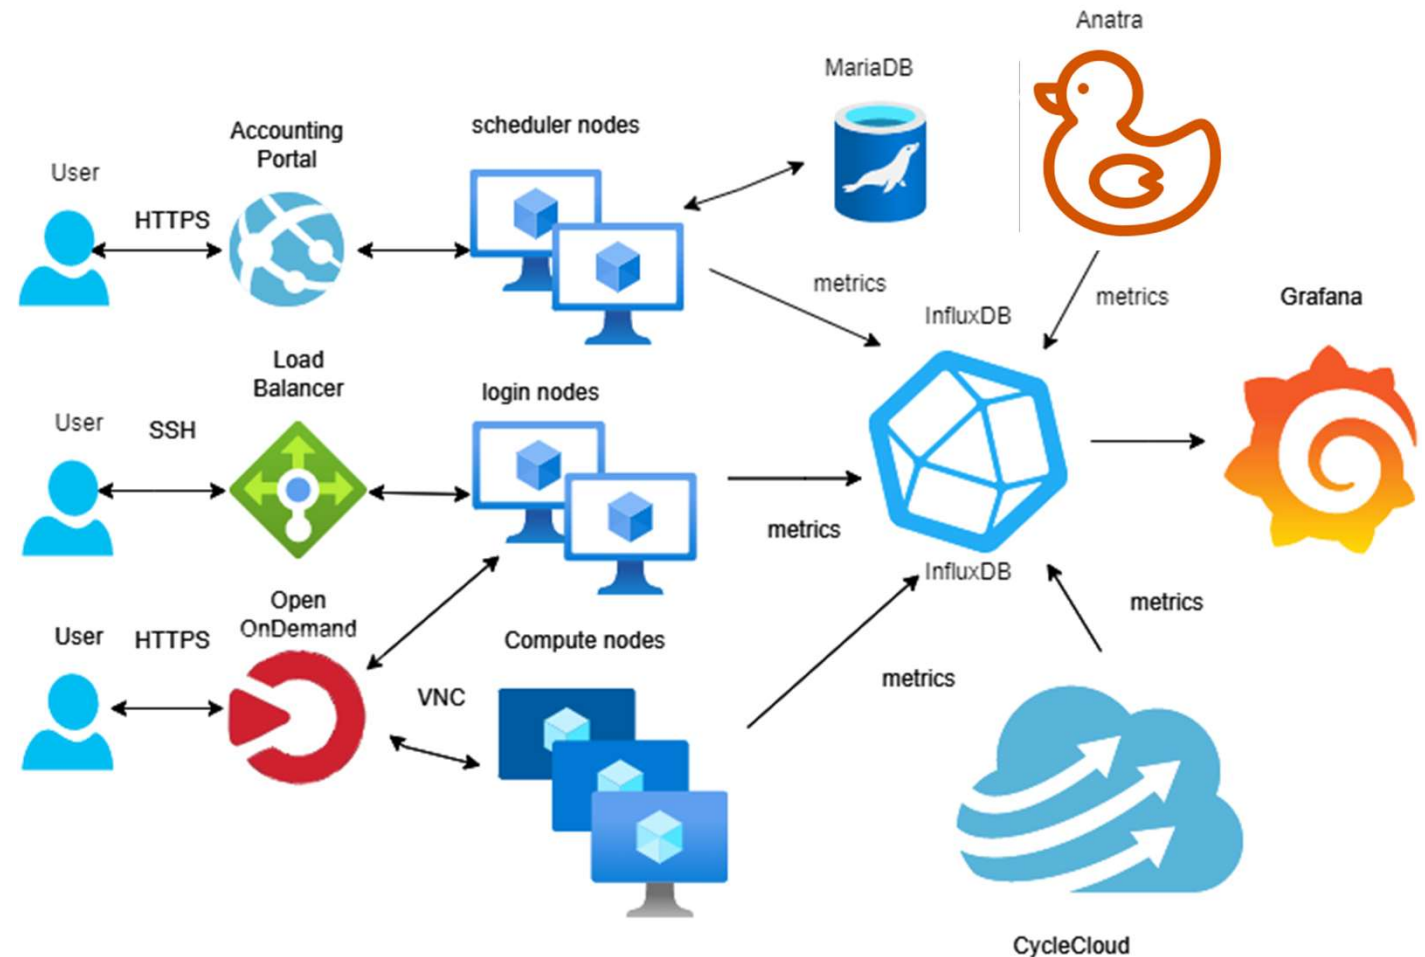 Anatra
MariaDB
scheduler nodes
Accounting
Portal
User
HTTPS
metrics
metrics
Grafana
InfluxDB
Load
Balancer
login nodes
User
SSH
metrics
InfluxDB
Open
OnDemand
metrics
User
HTTPS
Compute nodes
metrics
VNC
CycleCloud